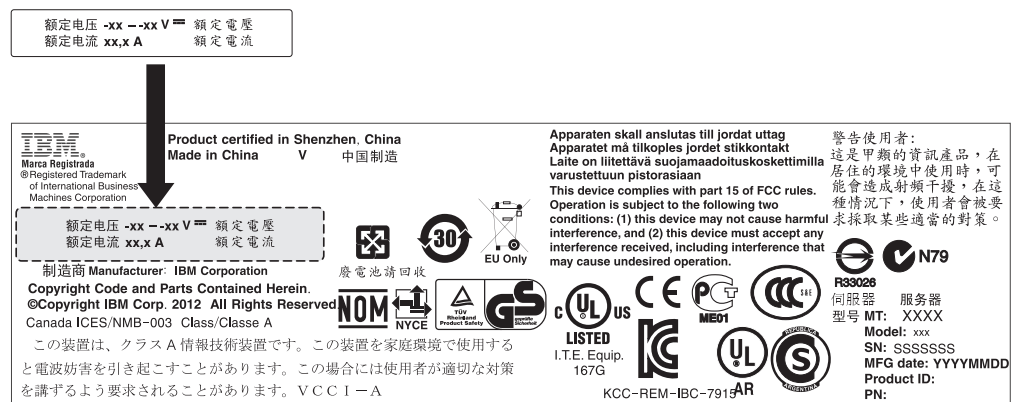 额定电压 -xx – -xx V 額定電壓
额定电流 xx,x A 額定電流
IBM®
Marca Registrada
®Registered Trademark
of International Business
Machines Corporation
Product certified in Shenzhen, China
Made in China V 中国制造
额定电压 -xx – -xx V 額定電壓
额定电流 xx,x A 額定電流
制造商 Manufacturer: IBM Corporation
Copyright Code and Parts Contained Herein.
©Copyright IBM Corp. 2012 All Rights Reserved
Canada ICES/NMB-003 Class/Classe A
この装置は、クラスA情報技術装置です。この装置を家庭環境で使用する
と電波妨害を引き起こすことがあります。この場合には使用者が適切な対策
を講ずるよう要求されることがあります。VCCI-A
廢電池請回收
30
EU Only
NOM
NYCE
TÜV
Rheinland
Product Safety
GS
geprüfte
Sicherheit
Apparaten skall anslutas till jordat uttag
Apparatet må tilkoples jordet stikkontakt
Laite on liitettävä suojamaadoituskoskettimilla
varustettuun pistorasiaan
This device complies with part 15 of FCC rules.
Operation is subject to the following two
conditions: (1) this device may not cause harmful
interference, and (2) this device must accept any
interference received, including interference that
may cause undesired operation.
C UL US
LISTED
I.T.E. Equip.
167G
CE
PCT
ME01
CCC
S&E
KCC-REM-IBC-7915
UL
AR
REPUBLICA
S
ARGENTINA
警告使用者:
這是甲類的資訊產品，在
居住的環境中使用時，可
能會造成射頻干擾，在這
種情況下，使用者會被要
求採取某些適當的對策。
R33026
N79
伺服器 服务器
型号 MT: XXXX
Model: xxx
SN: SSSSSSS
MFG date: YYYYMMDD
Product ID:
PN: